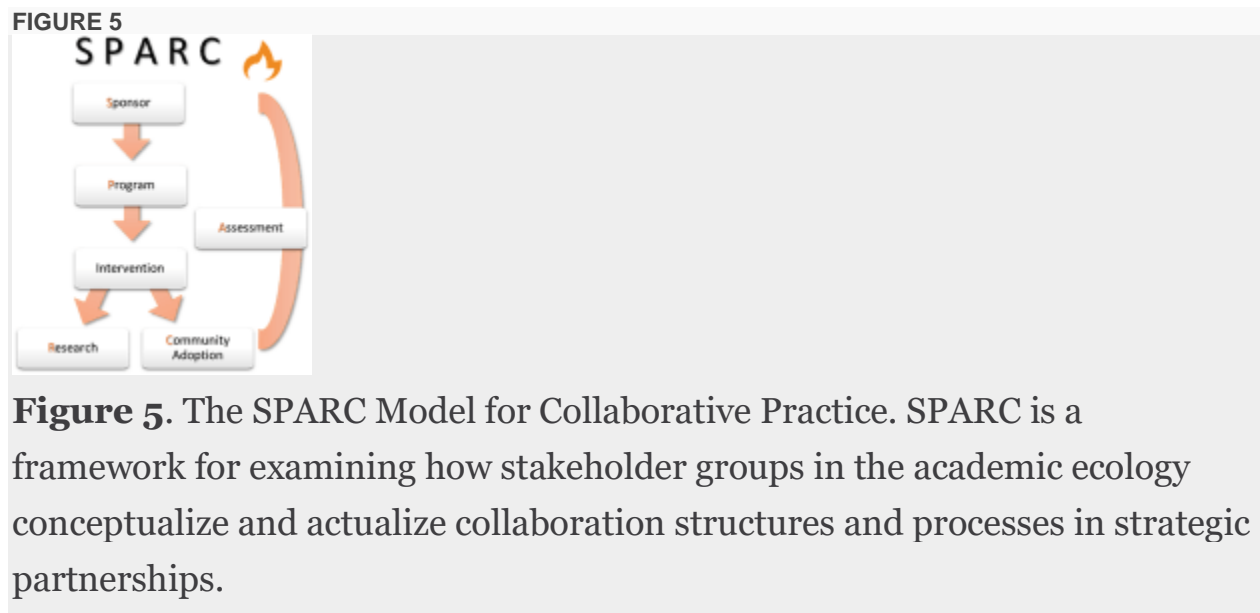 FIGURE 5
SPARC
Sponsor
Program
Assessment
Intervention
Research
Community
Adoption
Figure 5. The SPARC Model for Collaborative Practice. SPARC is a
framework for examining how stakeholder groups in the academic ecology
conceptualize and actualize collaboration structures and processes in strategic
partnerships.